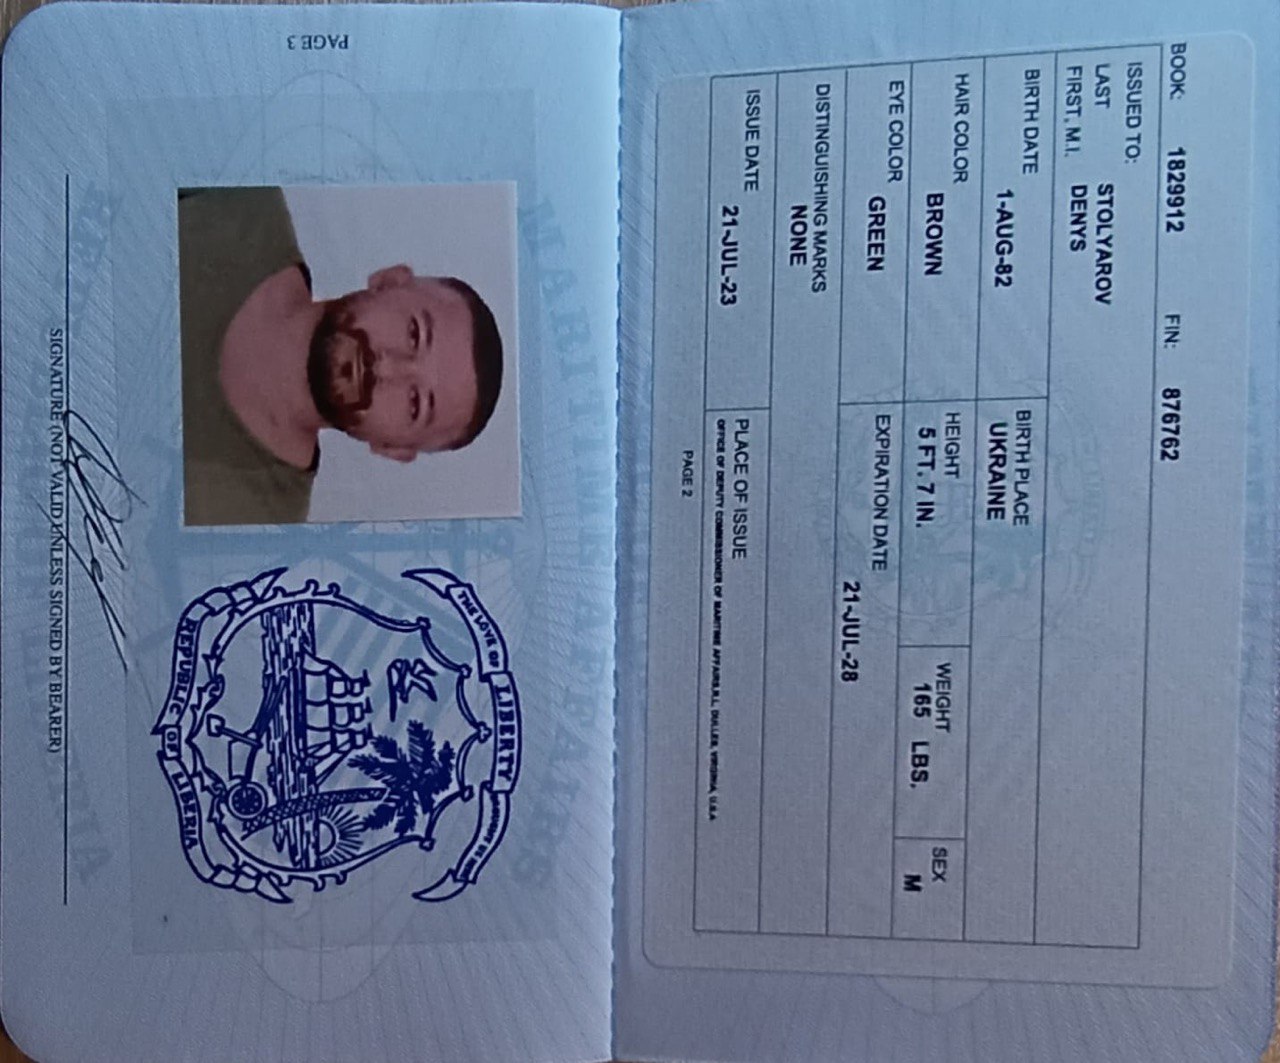 BOOK: 1829912 FIN: 876762
ISSUED TO:
LAST STOLYAROV
FIRST, M.I. DENYS
BIRTH DATE
1-AUG-82
BIRTH PLACE
UKRAINE
HAIR COLOR
BROWN
HEIGHT
5 FT. 7 IN.
WEIGHT
165 LBS.
SEX
M
EYE COLOR
GREEN
EXPIRATION DATE
21-JUL-28
DISTINGUISHING MARKS
NONE
ISSUE DATE
21-JUL-23
PLACE OF ISSUE
OFFICE OF DEPUTY COMMISSIONER OF MARITIME AFFAIRS,R.L. DULLES, VIRGINIA, U.S.A
PAGE 2
MARITIME AFFAIRS
THE LOVE OF LIBERTY BROUGHT US HERE
PAGE 3
REPUBLIC OF LIBERIA
SIGNATURE (NOT VALID UNLESS SIGNED BY BEARER)
REPUBLIC OF LIBERIA